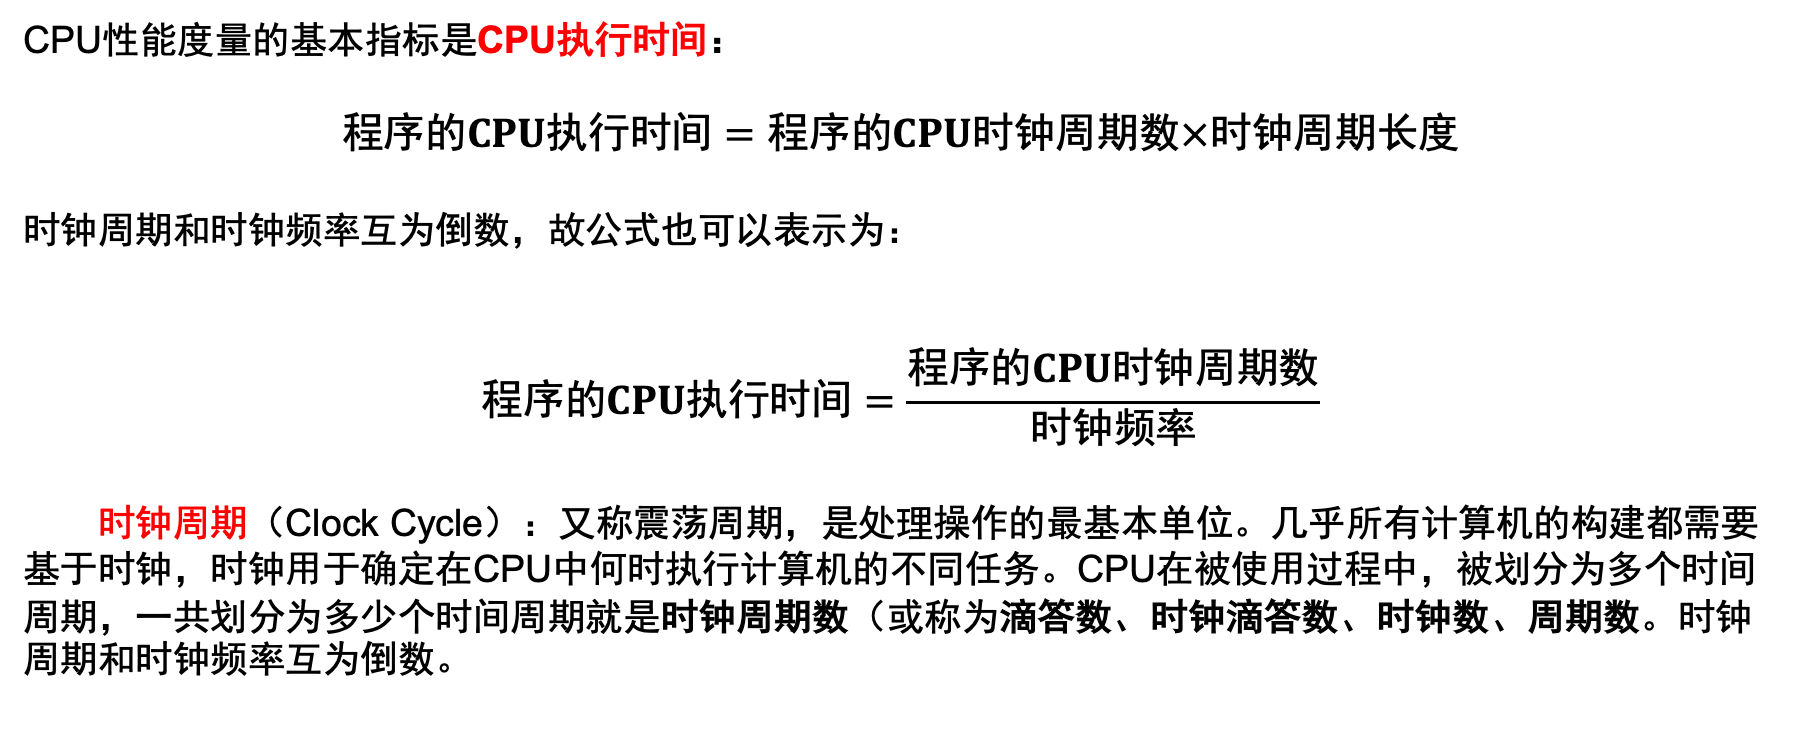 CPU性能度量的基本指标是CPU执行时间：
程序的CPU执行时间 = 程序的CPU时钟周期数×时钟周期长度
时钟周期和时钟频率互为倒数，故公式也可以表示为：
程序的CPU时钟周期数
程序的CPU执行时间 =
时钟频率
时钟周期（Clock Cycle）：又称震荡周期，是处理操作的最基本单位。几乎所有计算机的构建都需要
基于时钟，时钟用于确定在CPU中何时执行计算机的不同任务。CPU在被使用过程中，被划分为多个时间
周期，一共划分为多少个时间周期就是时钟周期数（或称为滴答数、时钟滴答数、时钟数、周期数。时钟
周期和时钟频率互为倒数。